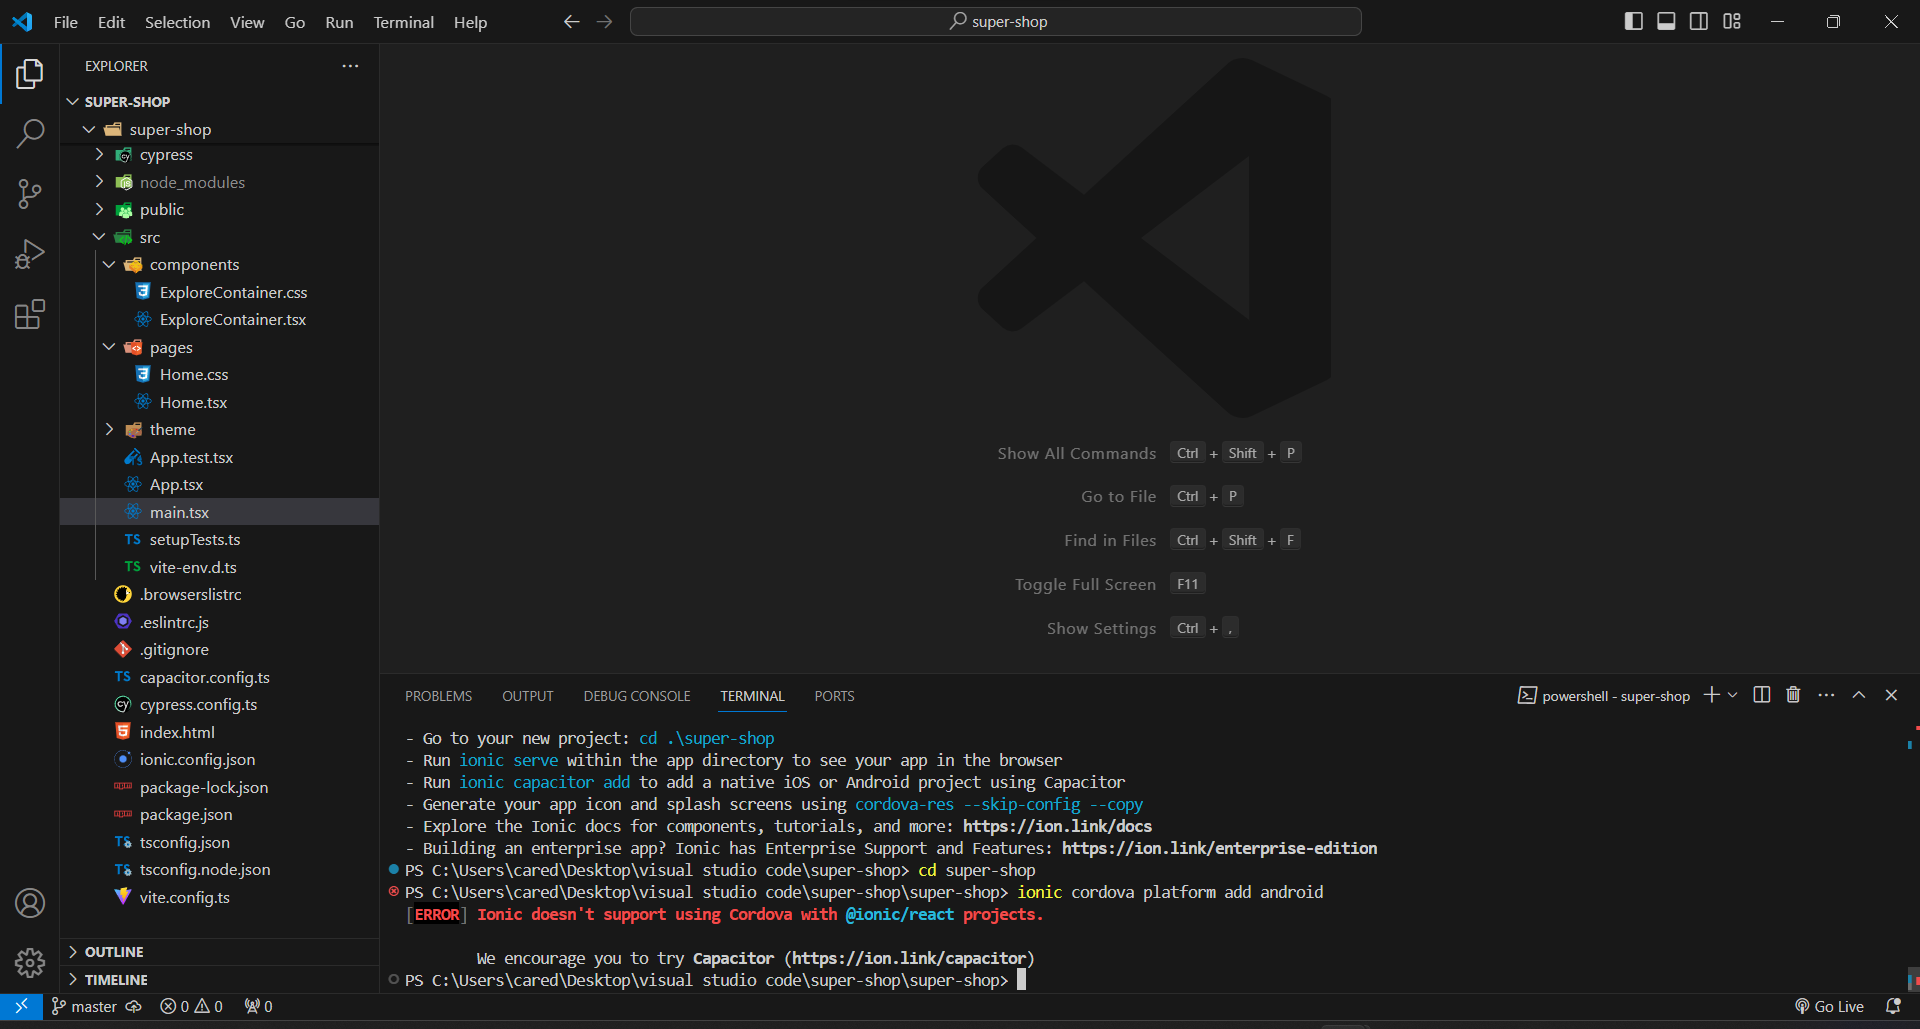 File Edit Selection View Go Run Terminal Help
super-shop
EXPLORER
SUPER-SHOP
super-shop
cypress
node_modules
public
src
components
ExploreContainer.css
ExploreContainer.tsx
pages
Home.css
Home.tsx
theme
App.test.tsx
App.tsx
main.tsx
TS setupTests.ts
TS vite-env.d.ts
.browserslistrc
.eslintrc.js
.gitignore
TS capacitor.config.ts
cypress.config.ts
index.html
ionic.config.json
package-lock.json
package.json
TS tsconfig.json
TS tsconfig.node.json
vite.config.ts
OUTLINE
TIMELINE
Show All Commands Ctrl + Shift + P
Go to File Ctrl + P
Find in Files Ctrl + Shift + F
Toggle Full Screen F11
Show Settings Ctrl + ,
PROBLEMS OUTPUT DEBUG CONSOLE TERMINAL PORTS
powershell - super-shop
- Go to your new project: cd .\super-shop
- Run ionic serve within the app directory to see your app in the browser
- Run ionic capacitor add to add a native iOS or Android project using Capacitor
- Generate your app icon and splash screens using cordova-res --skip-config --copy
- Explore the Ionic docs for components, tutorials, and more: https://ion.link/docs
- Building an enterprise app? Ionic has Enterprise Support and Features: https://ion.link/enterprise-edition
PS C:\Users\cared\Desktop\visual studio code\super-shop> cd super-shop
PS C:\Users\cared\Desktop\visual studio code\super-shop\super-shop> ionic cordova platform add android
[ERROR] Ionic doesn't support using Cordova with @ionic/react projects.
We encourage you to try Capacitor (https://ion.link/capacitor)
PS C:\Users\cared\Desktop\visual studio code\super-shop\super-shop>
master 0 0 0
Go Live